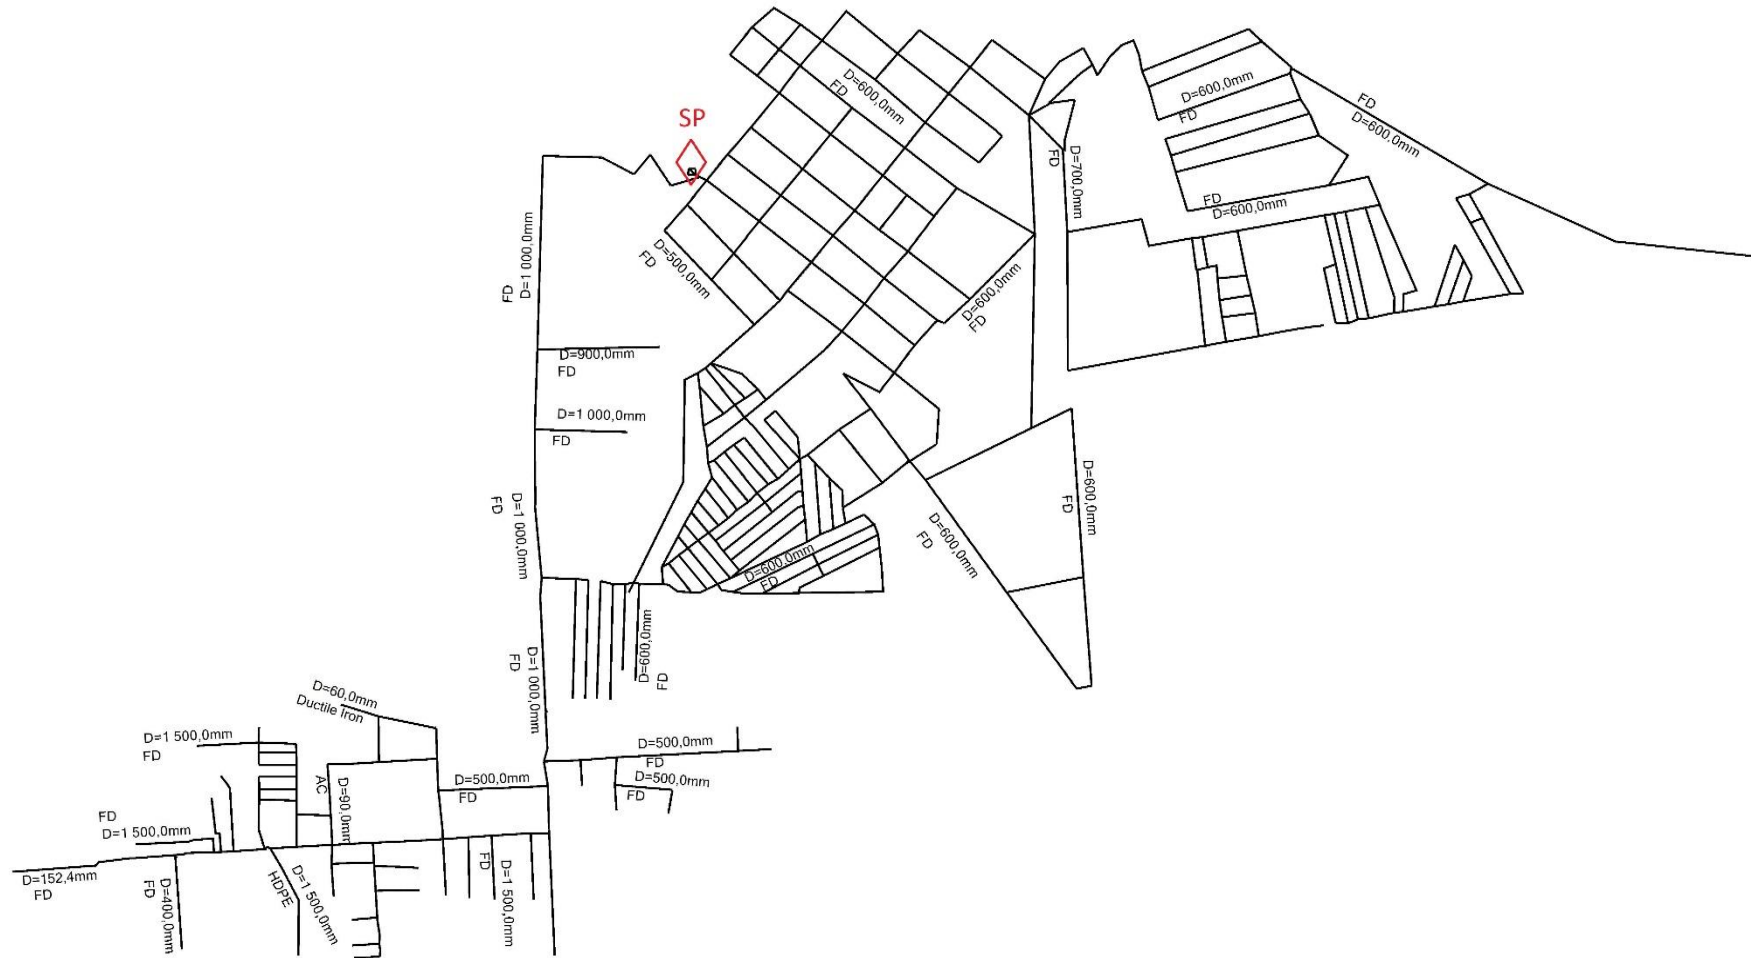 D=600,0mm
FD
SP
D=600,0mm
FD
FD
D=600,0mm
FD
D=700,0mm
FD
D=600,0mm
D=1 000,0mm
FD
D=500,0mm
FD
D=600,0mm
FD
D=900,0mm
FD
D=1 000,0mm
FD
D=1 000,0mm
FD
D=600,0mm
FD
D=600,0mm
FD
D=600,0mm
FD
D=600,0mm
FD
D=1 000,0mm
FD
D=60,0mm
Ductile Iron
D=1 500,0mm
FD
D=500,0mm
FD
D=500,0mm
FD
D=500,0mm
FD
AC
D=90,0mm
FD
D=1 500,0mm
D=152,4mm
FD
D=400,0mm
FD
D=1 500,0mm
HDPE
FD
D=1 500,0mm